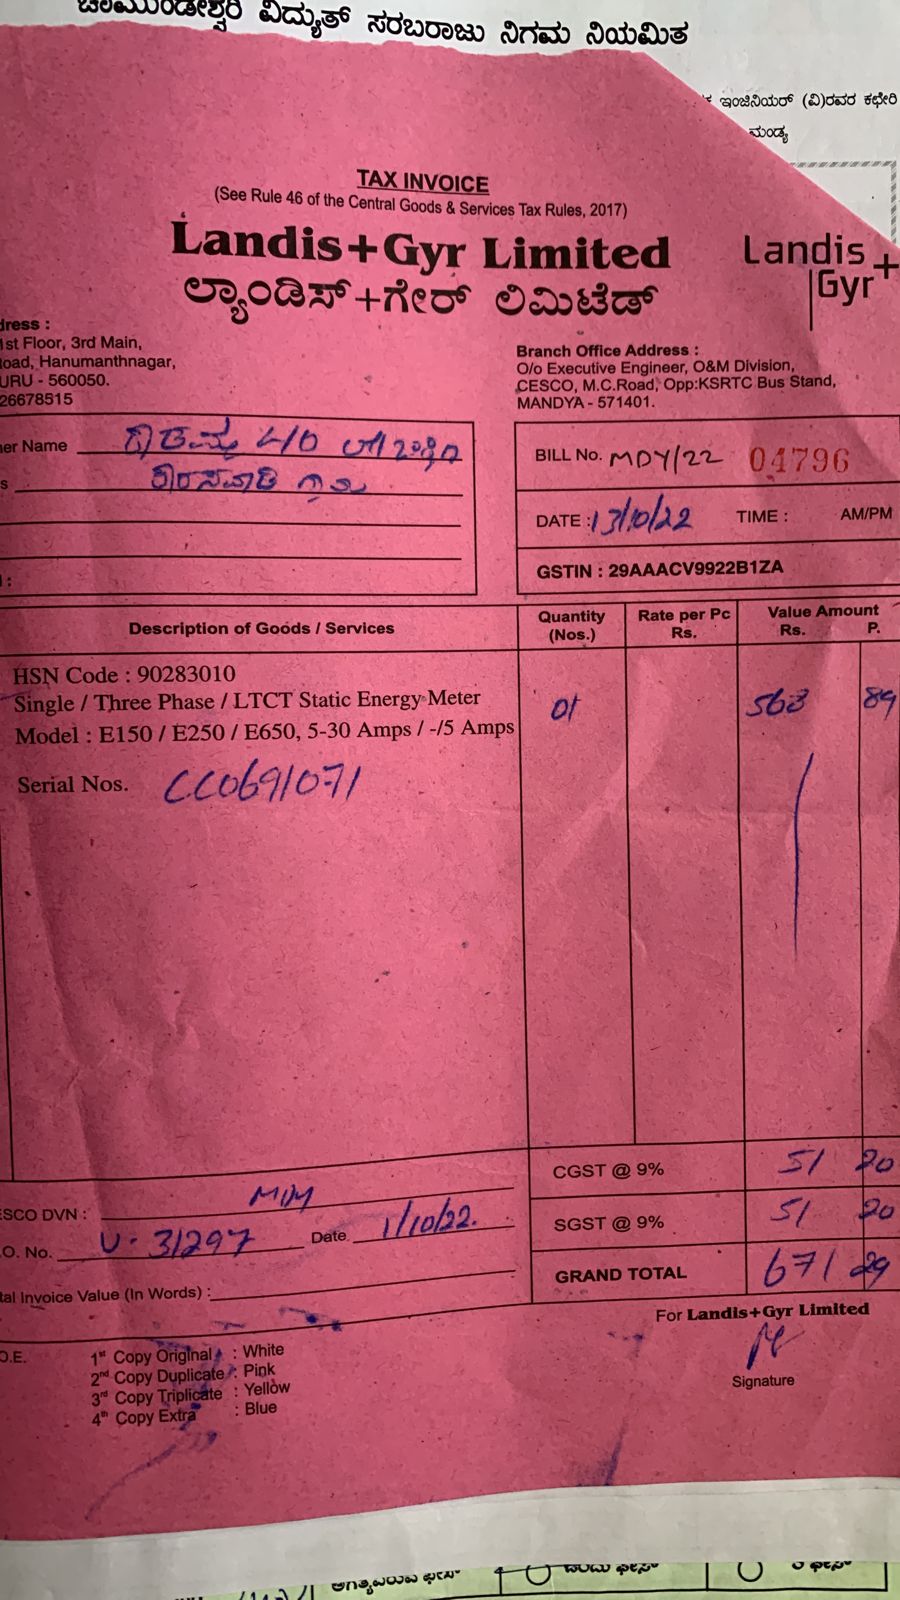 ಚಾಮುಂಡೇಶ್ವರಿ ವಿದ್ಯುತ್ ಸರಬರಾಜು ನಿಗಮ ನಿಯಮಿತ
ಇಂಜಿನಿಯರ್ (ವಿ)ರವರ ಕಛೇರಿ
ಮಂಡ್ಯ
TAX INVOICE
(See Rule 46 of the Central Goods & Services Tax Rules, 2017)
Landis+Gyr Limited
Landis+
Gyr
ಲ್ಯಾಂಡಿಸ್+ಗೇರ್ ಲಿಮಿಟೆಡ್
dress :
1st Floor, 3rd Main,
oad, Hanumanthnagar,
URU - 560050.
26678515
Branch Office Address :
O/o Executive Engineer, O&M Division,
CESCO, M.C.Road, Opp:KSRTC Bus Stand,
MANDYA - 571401.
er Name
s
:
BILL No. MDY/22 04796
DATE : 13/10/22 TIME : AM/PM
GSTIN : 29AAACV9922B1ZA
Description of Goods / Services Quantity (Nos.) Rate per Pc Rs. Value Amount Rs. P.
HSN Code : 90283010
Single / Three Phase / LTCT Static Energy Meter 01 563 89
Model : E150 / E250 / E650, 5-30 Amps / -/5 Amps
Serial Nos. CC0691071
CGST @ 9% 51 20
SGST @ 9% 51 20
GRAND TOTAL 671 29
ESCO DVN :
.O. No. U. 31297 Date 1/10/22.
tal Invoice Value (In Words) :
For Landis+Gyr Limited
Signature
O.E.
1st Copy Original : White
2nd Copy Duplicate : Pink
3rd Copy Triplicate : Yellow
4th Copy Extra : Blue
ಅಗತ್ಯವಿರುವ ಫೇಸ್ ಒಂದು ಫೇಸ್ 3 ಫೇಸ್